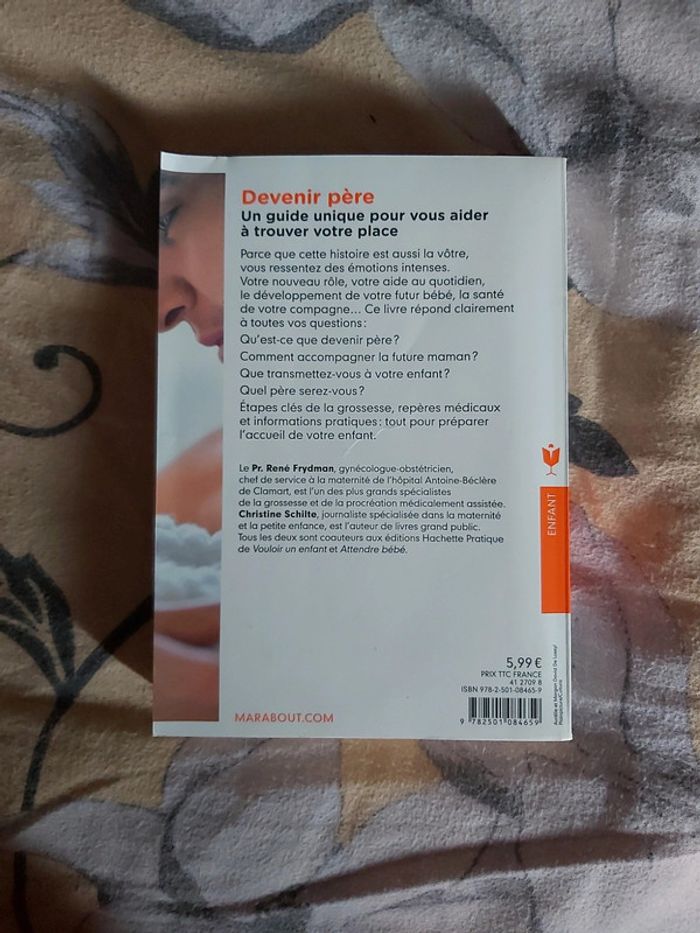 Devenir père
Un guide unique pour vous aider
à trouver votre place
Parce que cette histoire est aussi la vôtre,
vous ressentez des émotions intenses.
Votre nouveau rôle, votre aide au quotidien,
le développement de votre futur bébé, la santé
de votre compagne... Ce livre répond clairement
à toutes vos questions :
Qu'est-ce que devenir père ?
Comment accompagner la future maman ?
Que transmettez-vous à votre enfant ?
Quel père serez-vous ?
Étapes clés de la grossesse, repères médicaux
et informations pratiques : tout pour préparer
l'accueil de votre enfant.
Le Pr. René Frydman, gynécologue-obstétricien,
chef de service à la maternité de l'hôpital Antoine-Béclère
de Clamart, est l'un des plus grands spécialistes
de la grossesse et de la procréation médicalement assistée.
Christine Schilte, journaliste spécialisée dans la maternité
et la petite enfance, est l'auteur de livres grand public.
Tous les deux sont coauteurs aux éditions Hachette Pratique
de Vouloir un enfant et Attendre bébé.
ENFANT
5,99 €
PRIX TTC FRANCE
41 2709 8
ISBN 978-2-501-08465-9
9 782501 084659
MARABOUT.COM